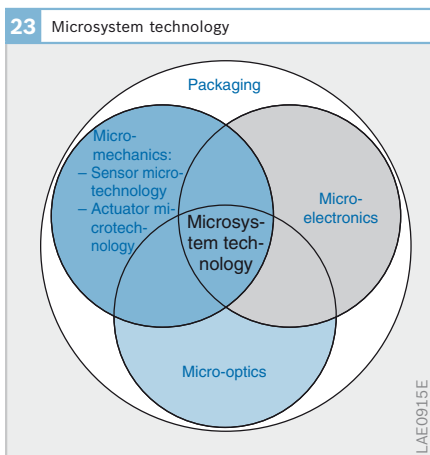 23 Microsystem technology
Packaging
Micro-
mechanics:
– Sensor micro-
technology
– Actuator mi-
crotech-
nology
Micro-
electronics
Microsys-
tem tech-
nology
Micro-optics
LAE0915E